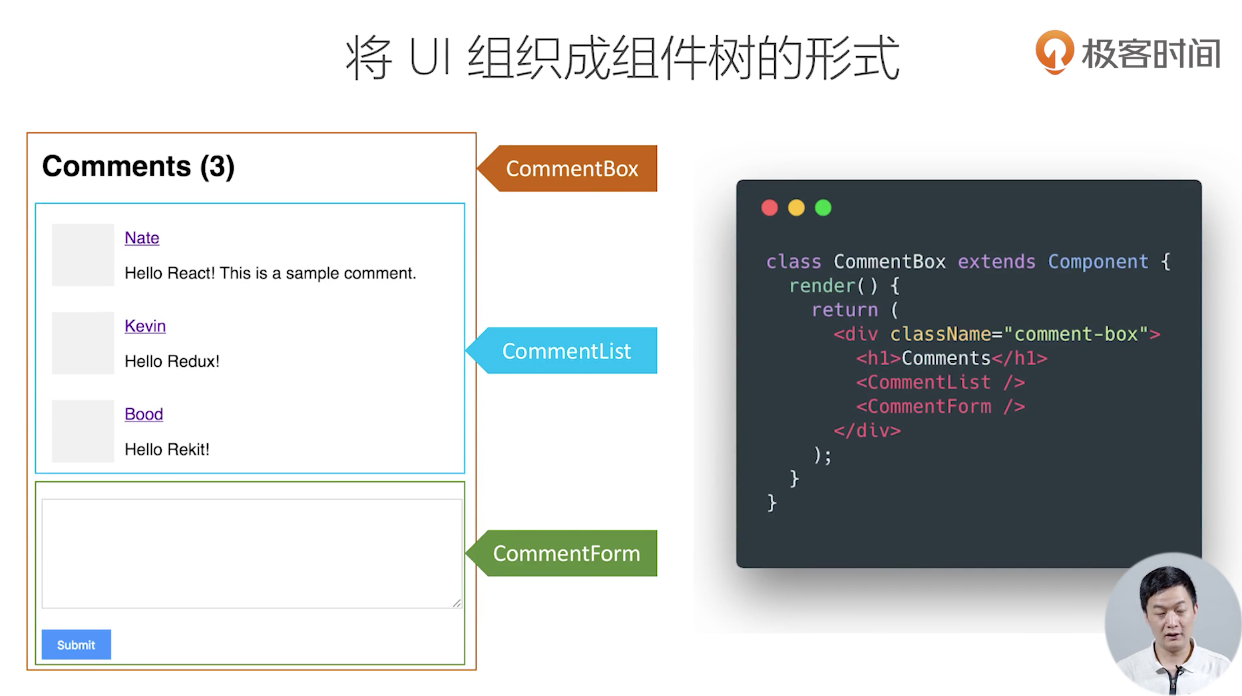 将 UI 组织成组件树的形式
极客时间
Comments (3)
CommentBox
Nate
Hello React! This is a sample comment.
Kevin
Hello Redux!
CommentList
Bood
Hello Rekit!
CommentForm
Submit
class CommentBox extends Component {
  render() {
    return (
      <div className="comment-box">
        <h1>Comments</h1>
        <CommentList />
        <CommentForm />
      </div>
    );
  }
}